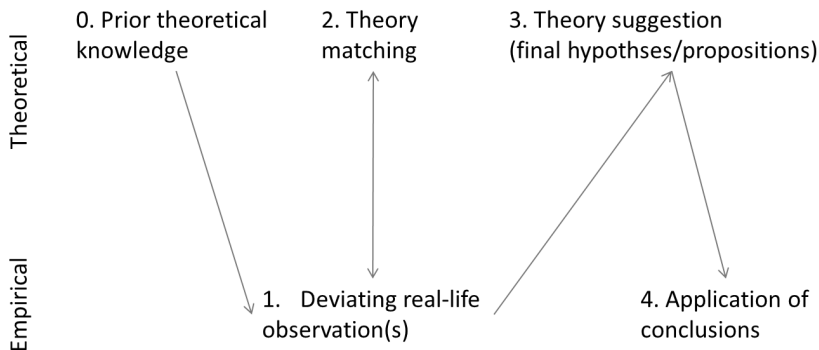 Theoretical
0. Prior theoretical
knowledge
2. Theory
matching
3. Theory suggestion
(final hypothses/propositions)
Empirical
1. Deviating real-life
observation(s)
4. Application of
conclusions